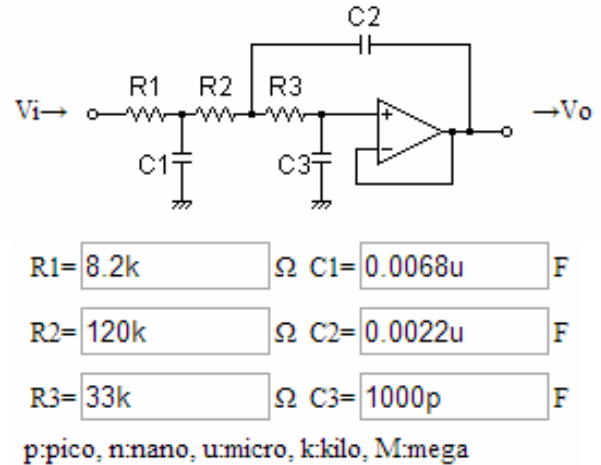 C2
R1 R2 R3
Vi→ →Vo
+
−
C1 C3
R1= 8.2k Ω C1= 0.0068u F
R2= 120k Ω C2= 0.0022u F
R3= 33k Ω C3= 1000p F
p:pico, n:nano, u:micro, k:kilo, M:mega